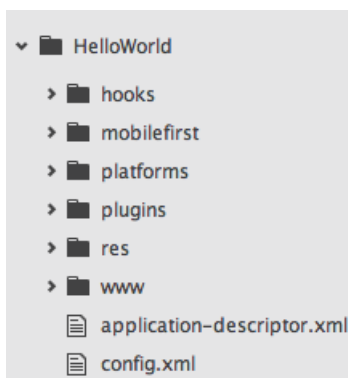 HelloWorld
hooks
mobilefirst
platforms
plugins
res
www
application-descriptor.xml
config.xml